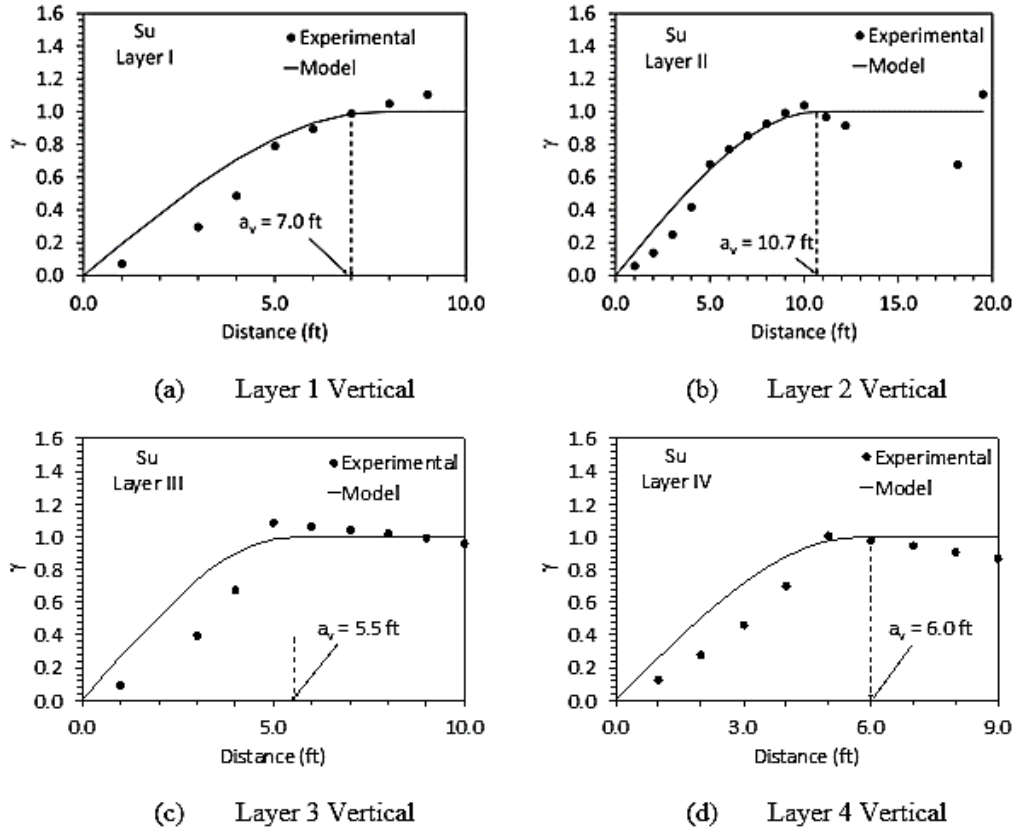 1.6
1.4
1.2
1.0
0.8
0.6
0.4
0.2
0.0
γ
Su
Layer I
Experimental
Model
a_v = 7.0 ft
0.0 5.0 10.0
Distance (ft)
(a) Layer 1 Vertical
1.6
1.4
1.2
1.0
0.8
0.6
0.4
0.2
0.0
γ
Su
Layer II
Experimental
Model
a_v = 10.7 ft
0.0 5.0 10.0 15.0 20.0
Distance (ft)
(b) Layer 2 Vertical
1.6
1.4
1.2
1.0
0.8
0.6
0.4
0.2
0.0
γ
Su
Layer III
Experimental
Model
a_v = 5.5 ft
0.0 5.0 10.0
Distance (ft)
(c) Layer 3 Vertical
1.6
1.4
1.2
1.0
0.8
0.6
0.4
0.2
0.0
γ
Su
Layer IV
Experimental
Model
a_v = 6.0 ft
0.0 3.0 6.0 9.0
Distance (ft)
(d) Layer 4 Vertical